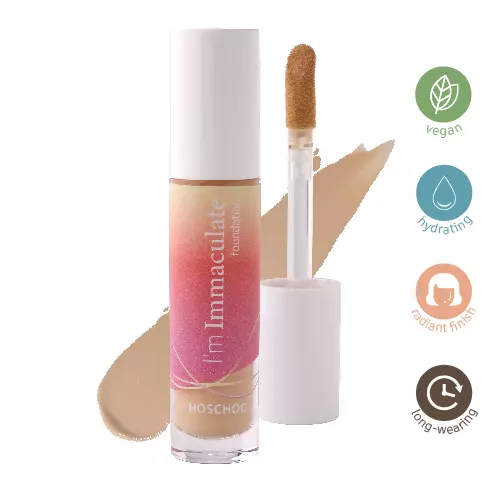 I'm Immaculate
foundation
HOSCHOC
vegan
hydrating
radiant finish
long-wearing